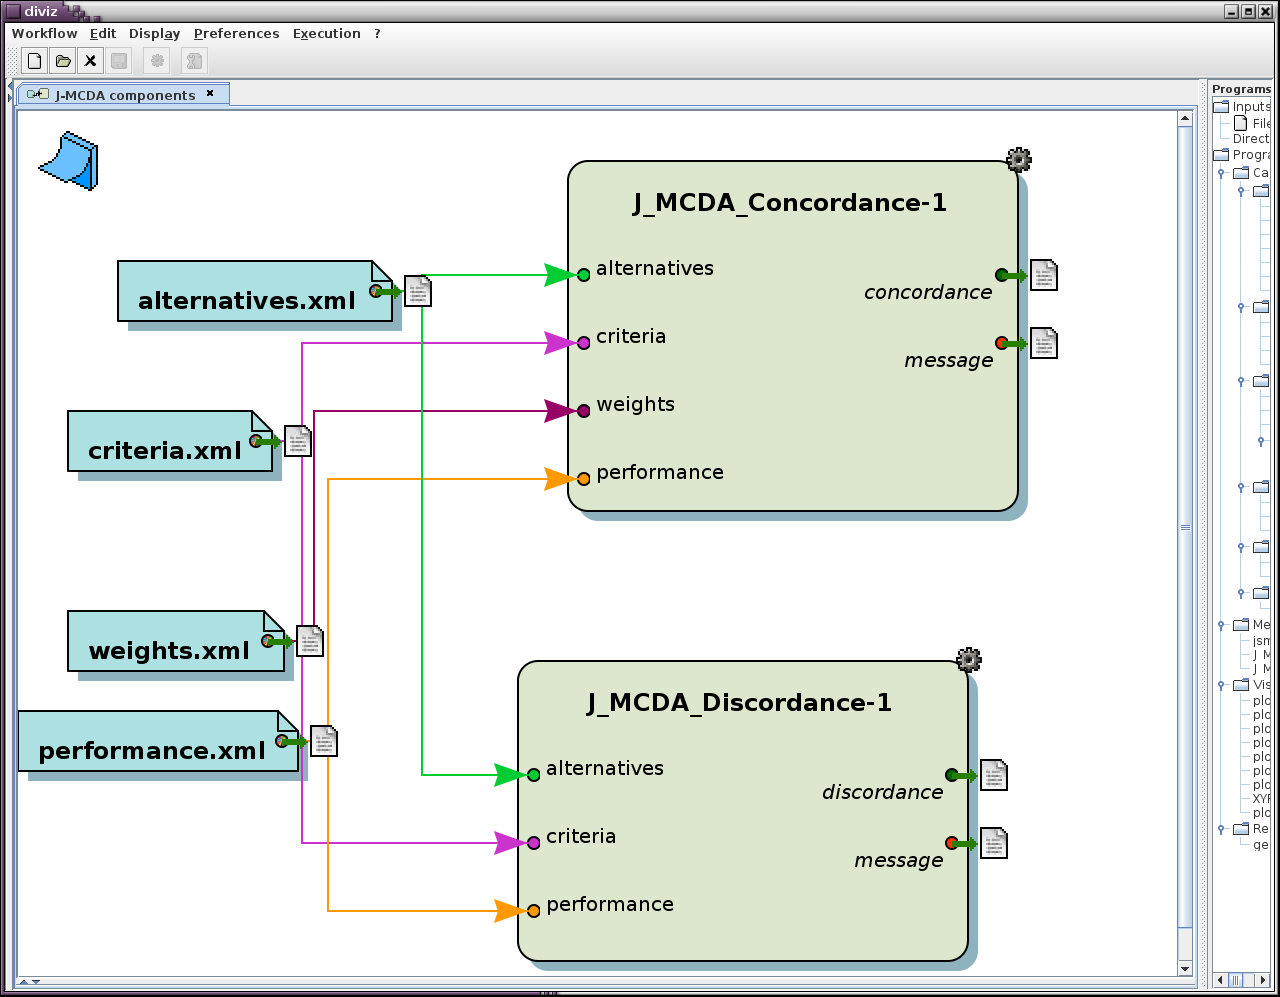 diviz
Workflow Edit Display Preferences Execution ?
J-MCDA components
J_MCDA_Concordance-1
alternatives
concordance
criteria
message
weights
performance
alternatives.xml
criteria.xml
weights.xml
performance.xml
J_MCDA_Discordance-1
alternatives
discordance
criteria
message
performance
Programs
Inputs
File
Direct
Progra
Ca
Me
jsm
J_M
J_M
Vis
plo
plo
plo
plo
plo
plo
plo
XYF
plo
Re
ge